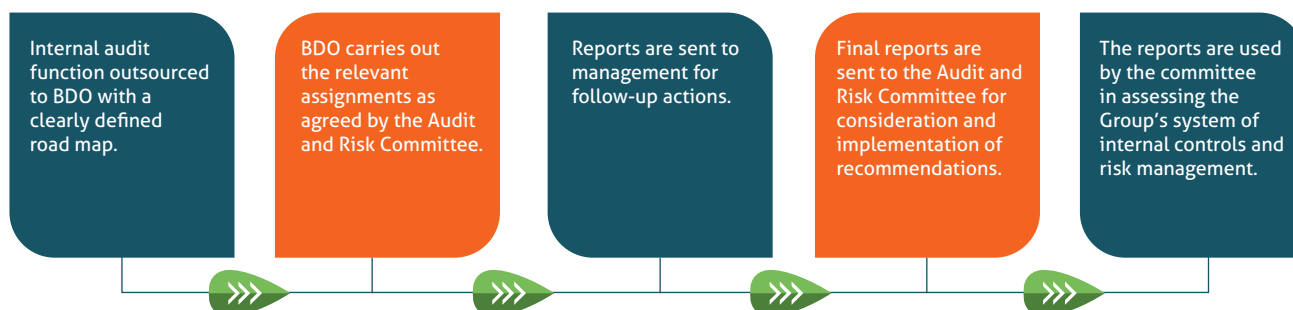 Internal audit
function outsourced
to BDO with a
clearly defined
road map.
BDO carries out
the relevant
assignments as
agreed by the Audit
and Risk Committee.
Reports are sent to
management for
follow-up actions.
Final reports are
sent to the Audit and
Risk Committee for
consideration and
implementation of
recommendations.
The reports are used
by the committee
in assessing the
Group’s system of
internal controls and
risk management.